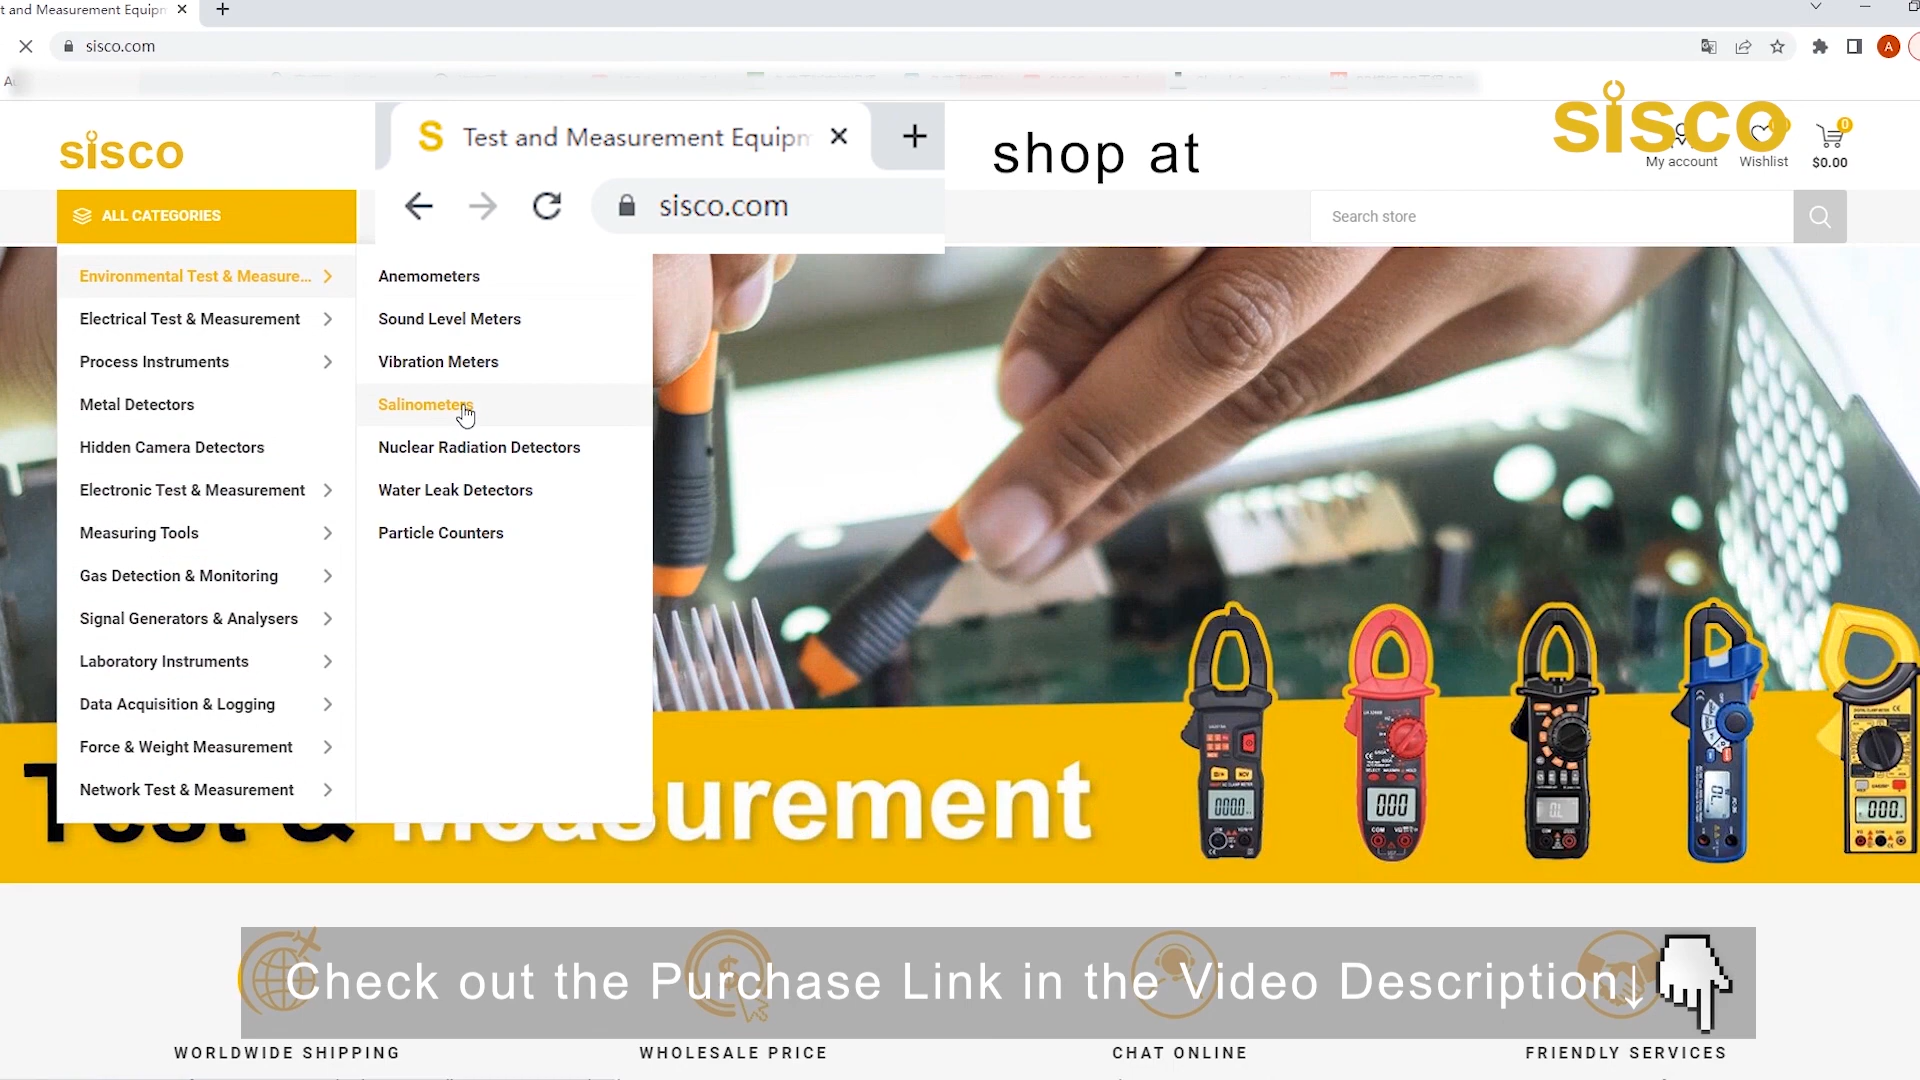 t and Measurement Equipm
sisco.com
A
Test and Measurement Equipm
sisco.com
shop at
sisco
sisco
My account
Wishlist
0
$0.00
ALL CATEGORIES
Search store
Environmental Test & Measure...
Electrical Test & Measurement
Process Instruments
Metal Detectors
Hidden Camera Detectors
Electronic Test & Measurement
Measuring Tools
Gas Detection & Monitoring
Signal Generators & Analysers
Laboratory Instruments
Data Acquisition & Logging
Force & Weight Measurement
Network Test & Measurement
Anemometers
Sound Level Meters
Vibration Meters
Salinometers
Nuclear Radiation Detectors
Water Leak Detectors
Particle Counters
Test & Measurement
Check out the Purchase Link in the Video Description↓
WORLDWIDE SHIPPING
WHOLESALE PRICE
CHAT ONLINE
FRIENDLY SERVICES